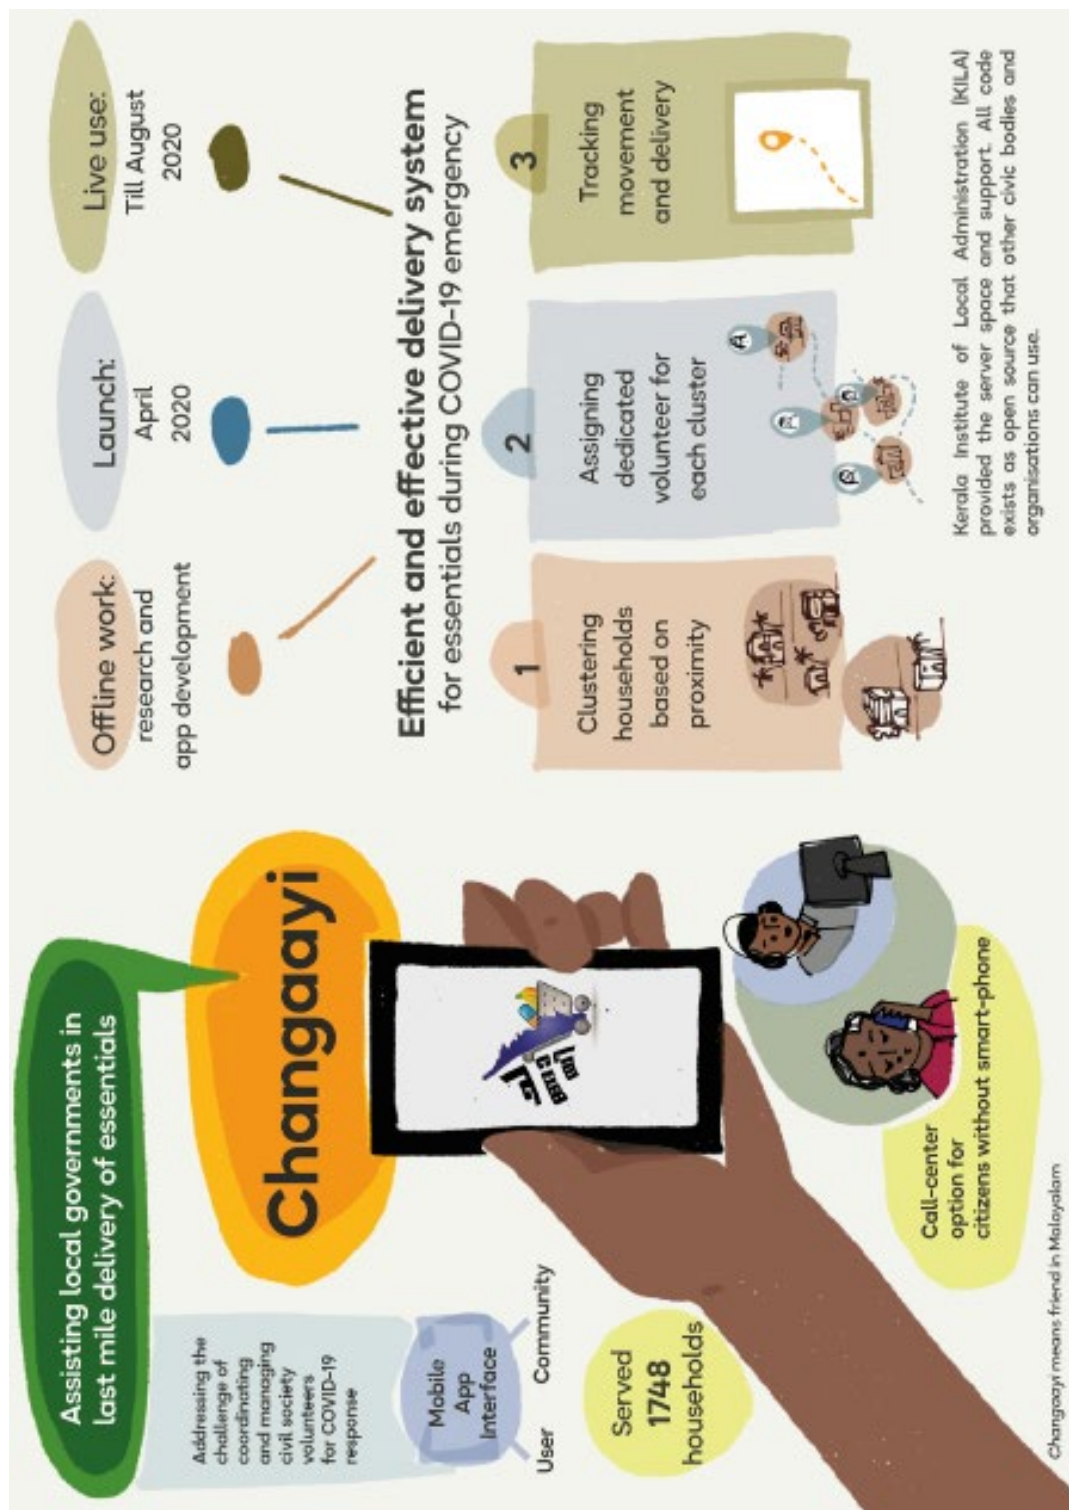 Assisting local governments in
last mile delivery of essentials
Changaayi
Addressing the
challenge of
coordinating
and managing
civil society
volunteers
for COVID-19
response
Mobile
App
Interface
User
Community
Served
1748
households
Call-center
option for
citizens without smart-phone
Changaayi means friend in Malayalam
Offline work:
research and
app development
Launch:
April
2020
Live use:
Till August
2020
Efficient and effective delivery system
for essentials during COVID-19 emergency
1
Clustering
households
based on
proximity
2
Assigning
dedicated
volunteer for
each cluster
3
Tracking
movement
and delivery
Kerala Institute of Local Administration (KILA)
provided the server space and support. All code
exists as open source that other civic bodies and
organisations can use.